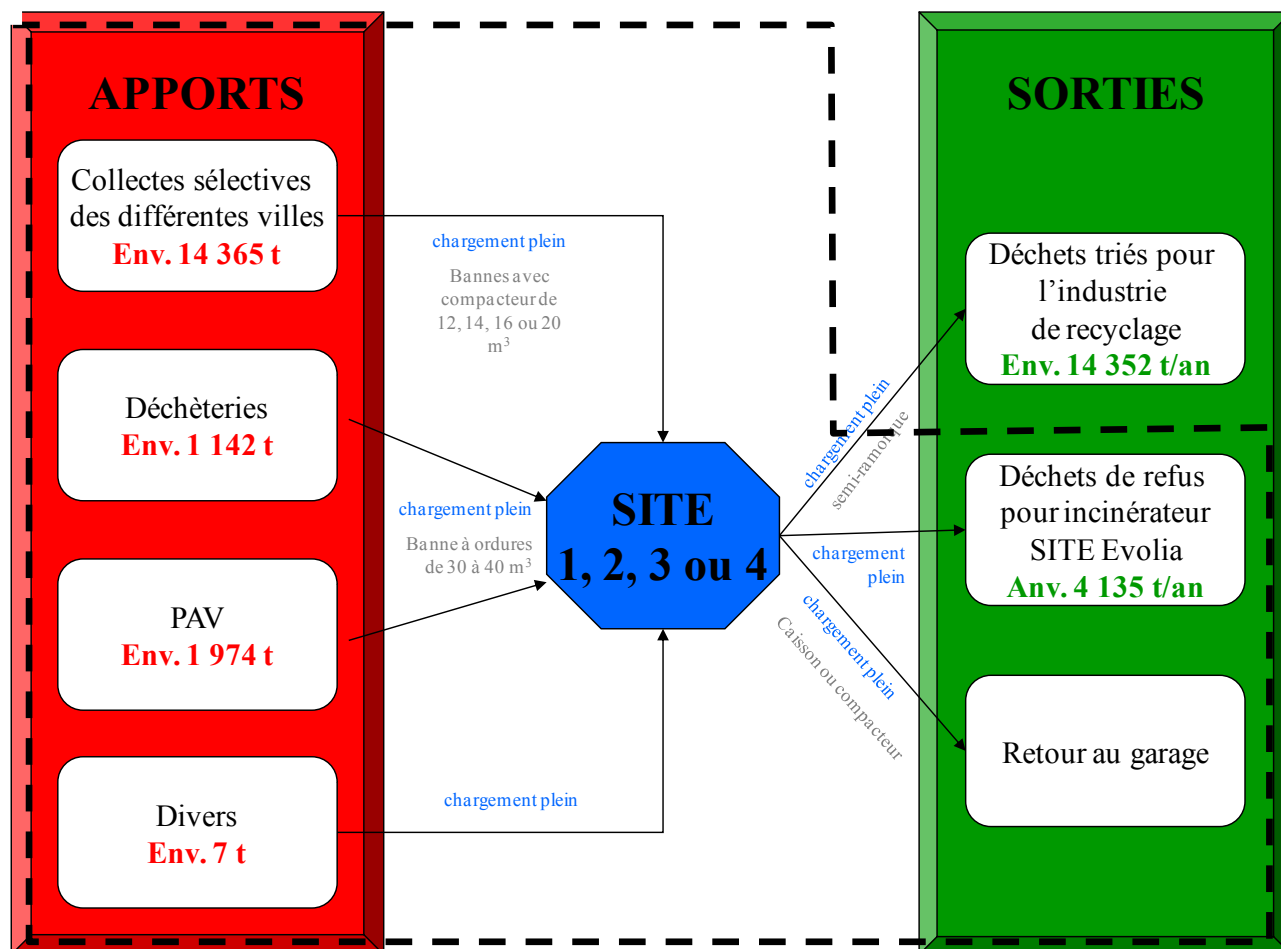 APPORTS
Collectes sélectives
des différentes villes
Env. 14 365 t
Déchèteries
Env. 1 142 t
PAV
Env. 1 974 t
Divers
Env. 7 t
chargement plein
Bannes avec
compacteur de
12, 14, 16 ou 20
m³
chargement plein
Banne à ordures
de 30 à 40 m³
chargement plein
SITE
1, 2, 3 ou 4
chargement plein
semi-ramorque
chargement
plein
chargement plein
Caisson ou compacteur
SORTIES
Déchets triés pour
l’industrie
de recyclage
Env. 14 352 t/an
Déchets de refus
pour incinérateur
SITE Evolia
Anv. 4 135 t/an
Retour au garage